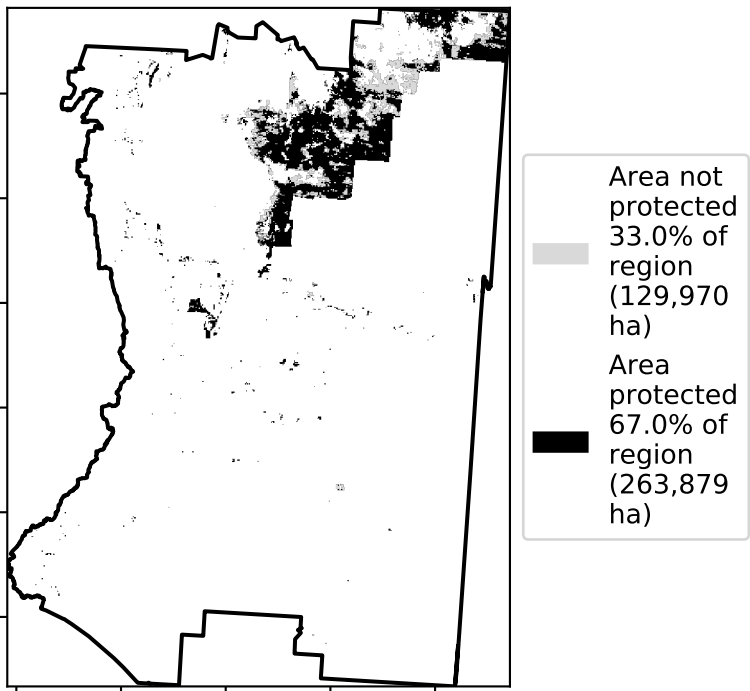 Area not
protected
33.0% of
region
(129,970
ha)
Area
protected
67.0% of
region
(263,879
ha)